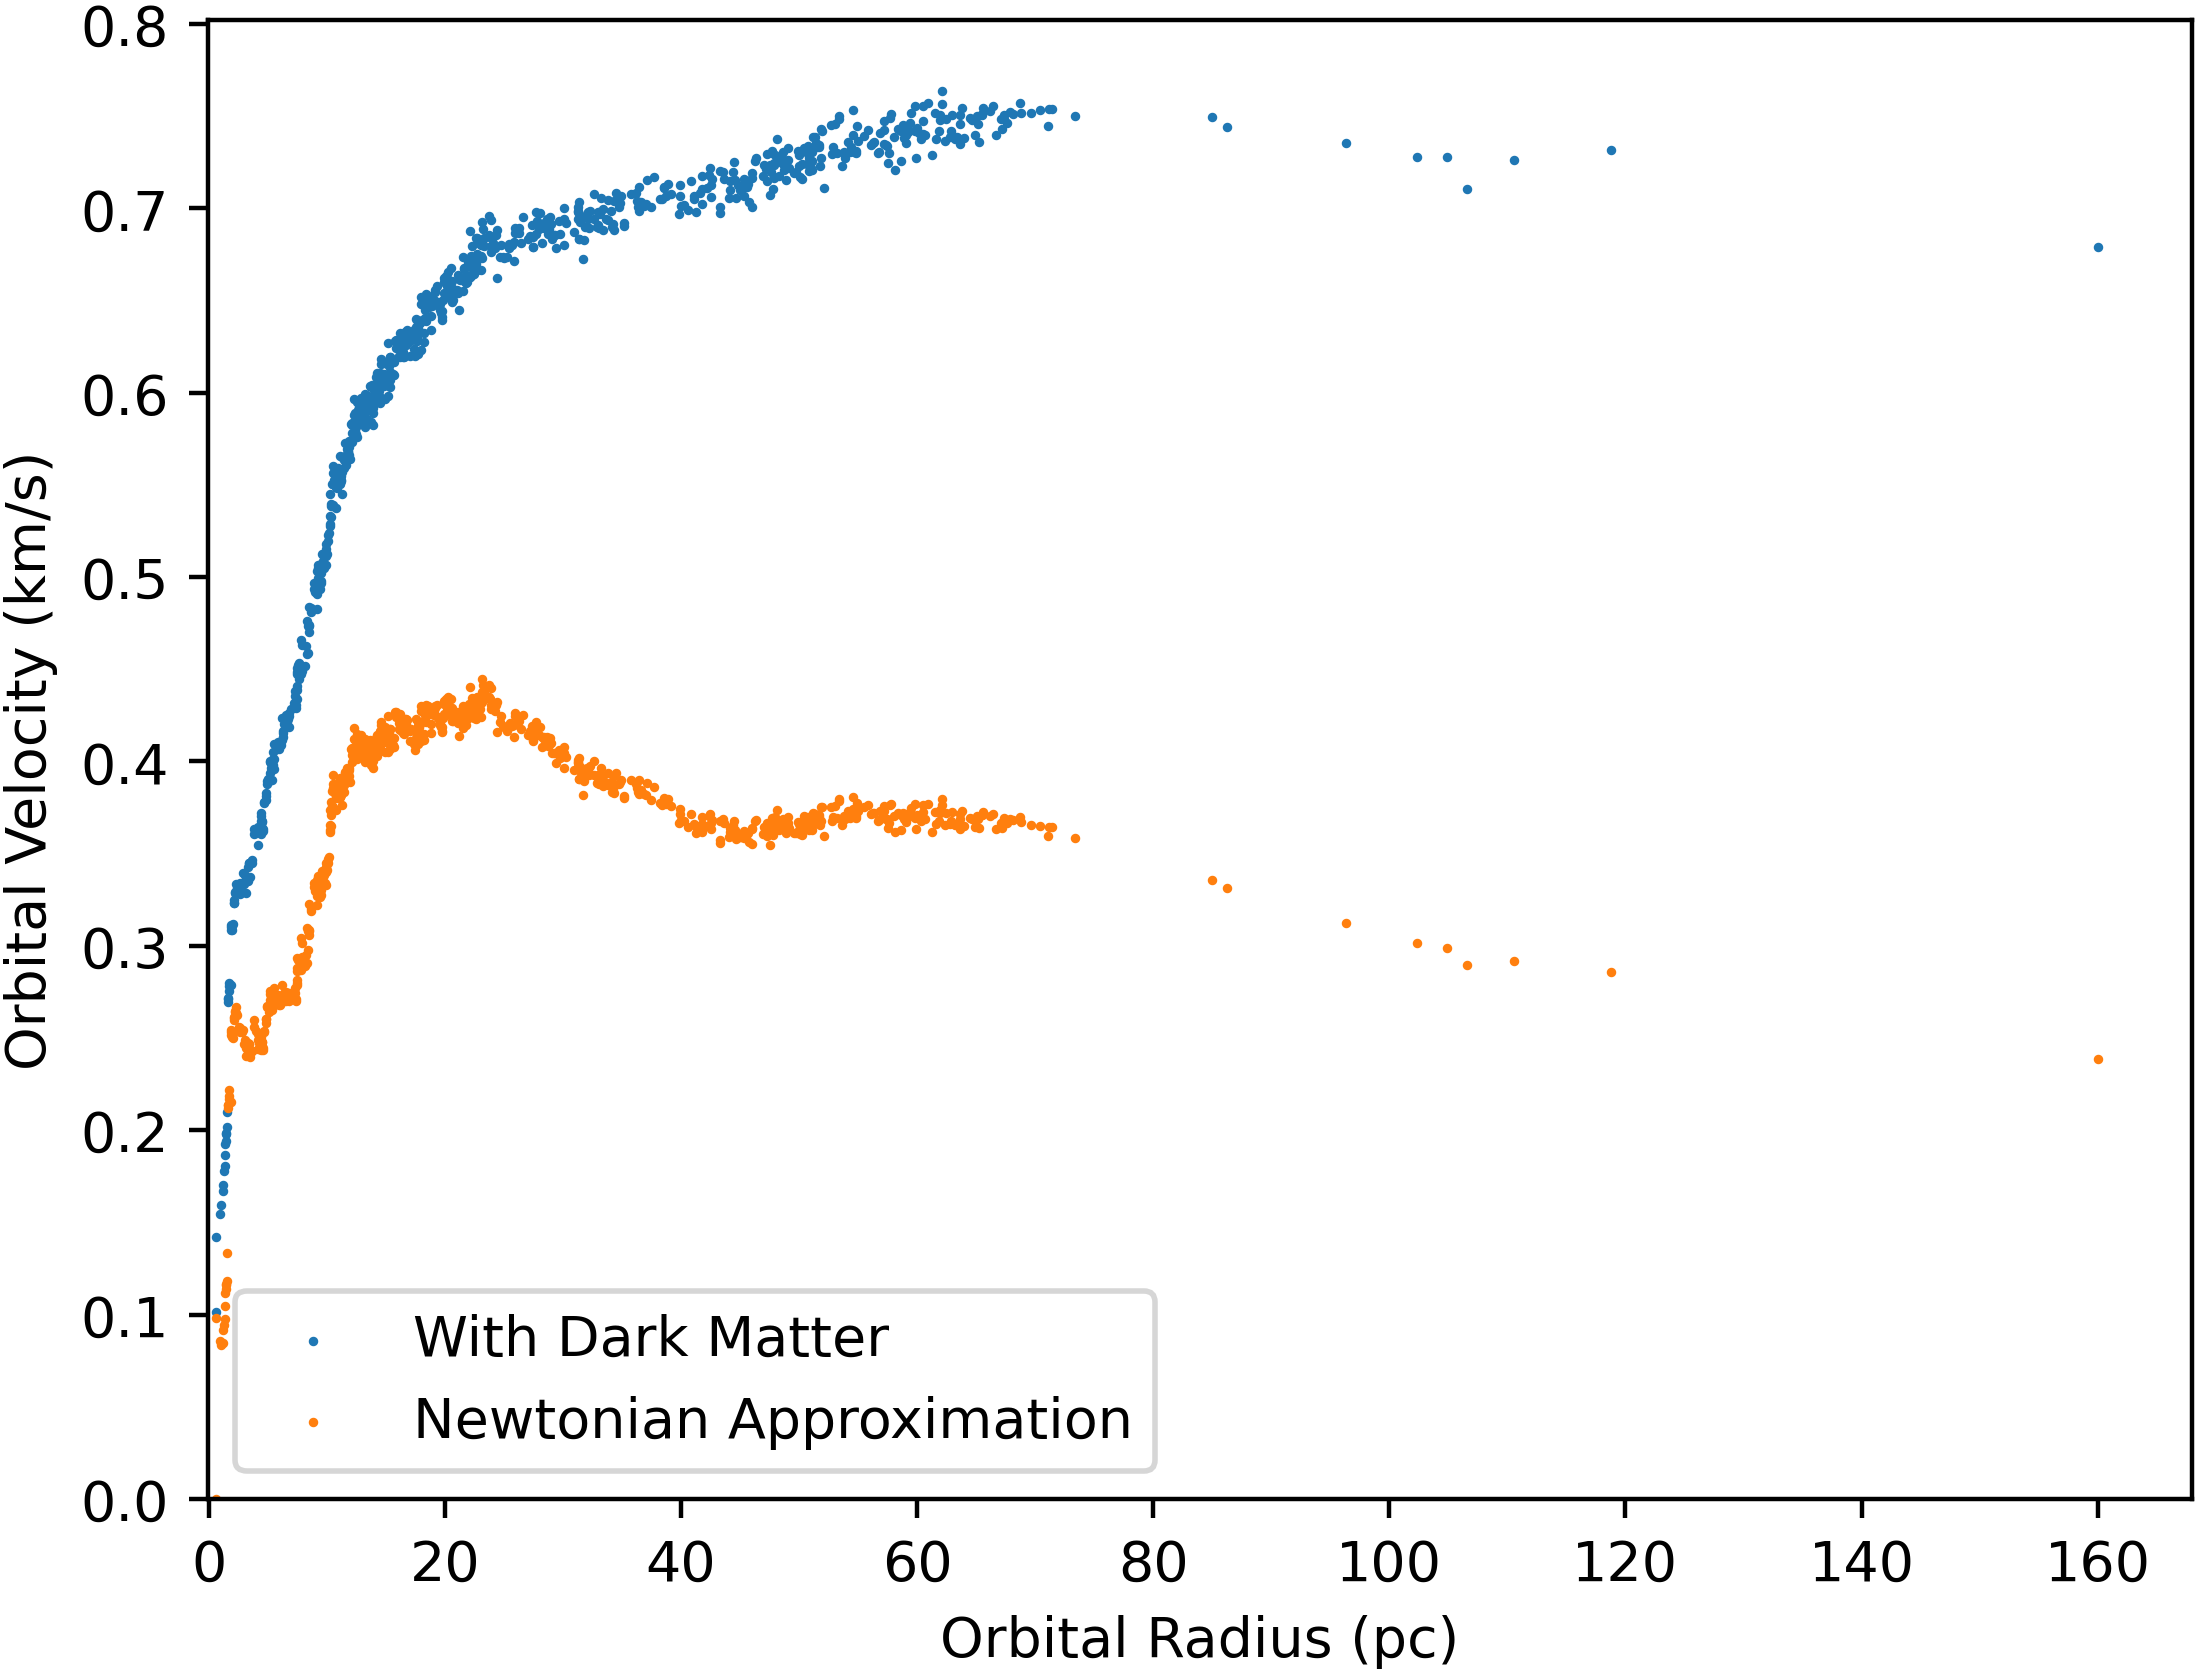 0.8
0.7
0.6
0.5
0.4
0.3
0.2
0.1
0.0
Orbital Velocity (km/s)
With Dark Matter
Newtonian Approximation
0 20 40 60 80 100 120 140 160
Orbital Radius (pc)